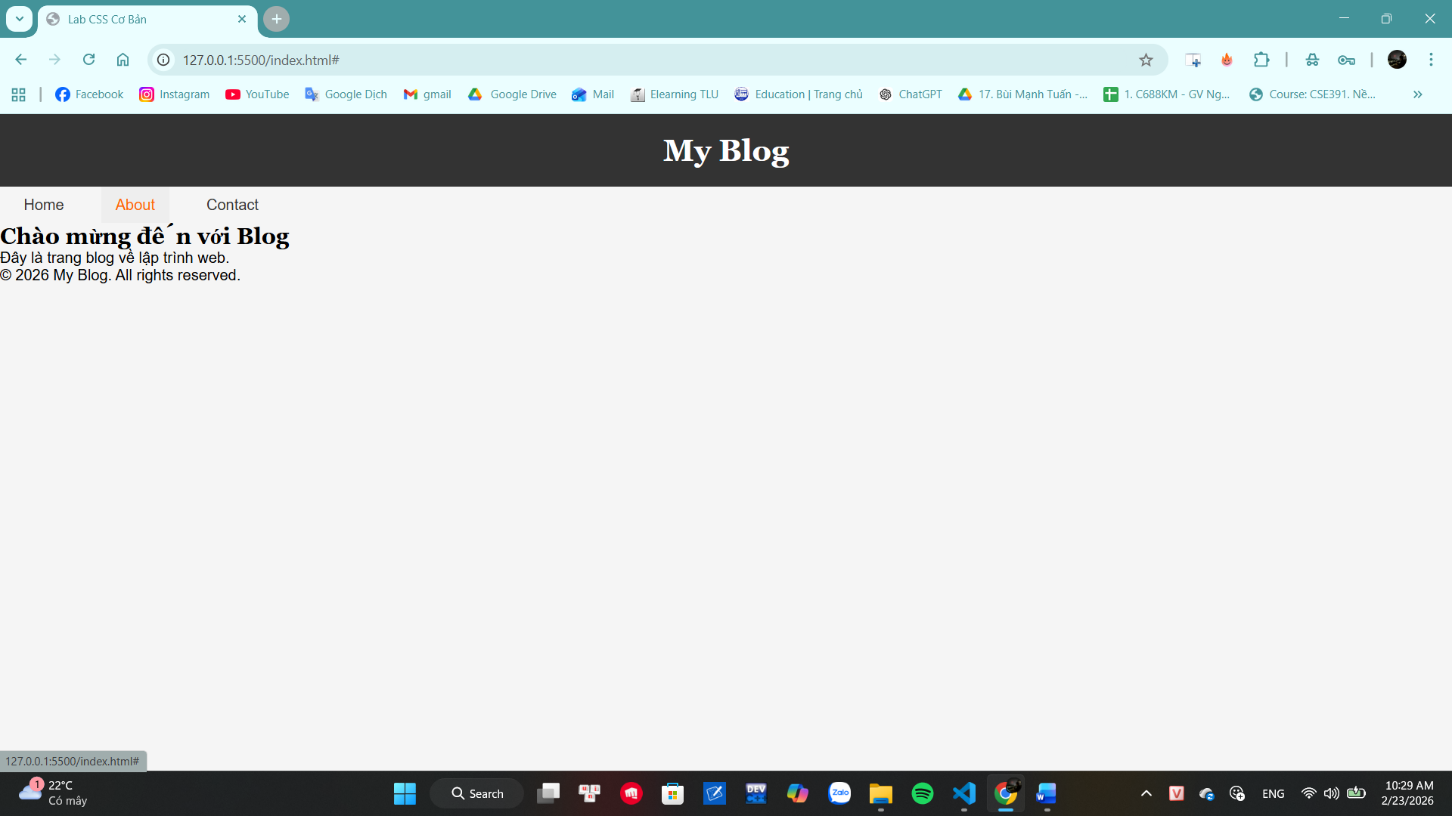 Lab CSS Cơ Bản
127.0.0.1:5500/index.html#
Facebook Instagram YouTube Google Dịch gmail Google Drive Mail Elearning TLU Education | Trang chủ ChatGPT 17. Bùi Mạnh Tuấn -... 1. C688KM - GV Ng... Course: CSE391. Nề...
My Blog
Home About Contact
Chào mừng đến với Blog
Đây là trang blog về lập trình web.
© 2026 My Blog. All rights reserved.
127.0.0.1:5500/index.html#
1 22°C
Có mây
Search
DEV
Zalo
V
ENG
10:29 AM
2/23/2026